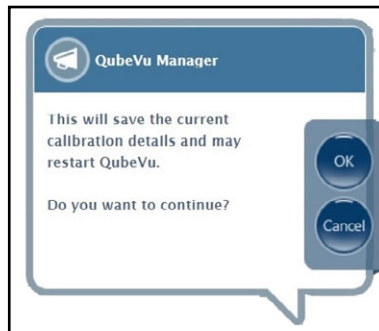 QubeVu Manager
This will save the current
calibration details and may
restart QubeVu.
Do you want to continue?
OK
Cancel